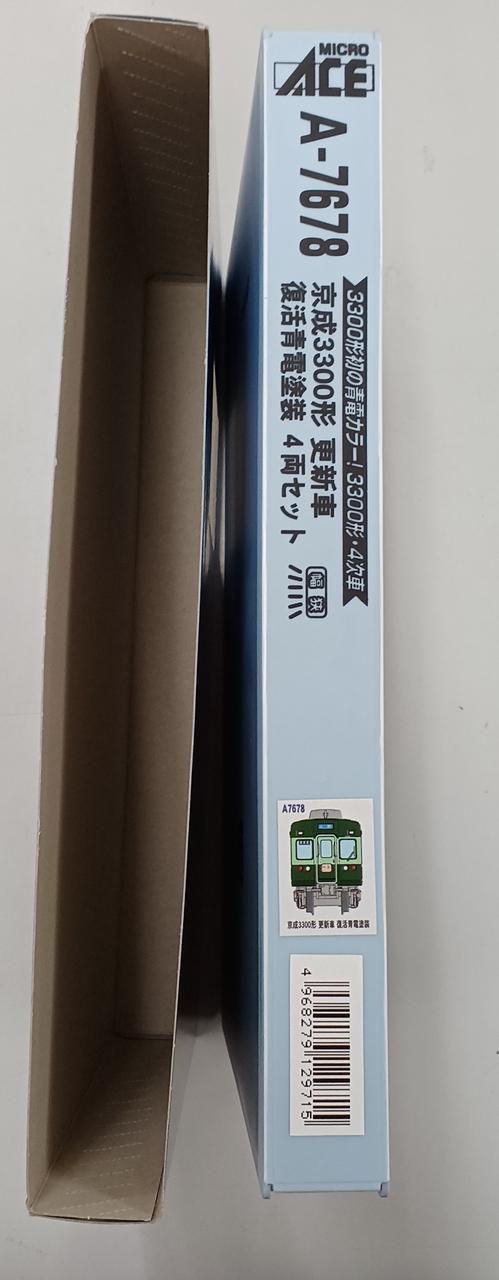 MICRO
ACE
A-7678
3300形初の青電カラー!3300形・4次車
京成3300形 更新車
復活青電塗装 4両セット
幅狭
A7678
京成3300形 更新車 復活青電塗装
4 968279 129715